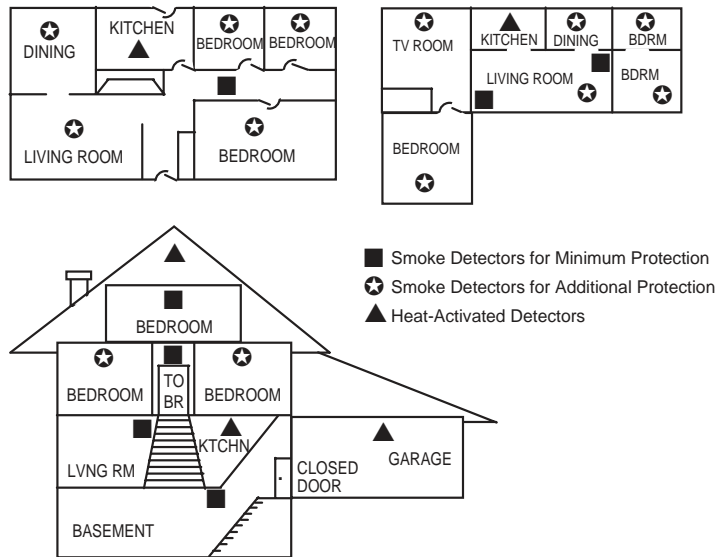 DINING
KITCHEN
BEDROOM
BEDROOM
LIVING ROOM
BEDROOM
TV ROOM
KITCHEN
DINING
BDRM
LIVING ROOM
BDRM
BEDROOM
Smoke Detectors for Minimum Protection
Smoke Detectors for Additional Protection
Heat-Activated Detectors
BEDROOM
BEDROOM
TO
BR
BEDROOM
LVNG RM
KTCHN
CLOSED
DOOR
GARAGE
BASEMENT